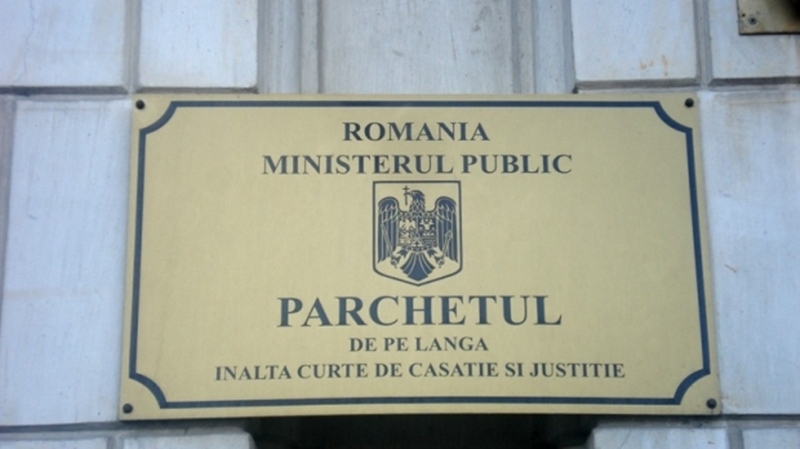 ROMANIA
MINISTERUL PUBLIC
PARCHETUL
DE PE LANGA
INALTA CURTE DE CASATIE SI JUSTITIE